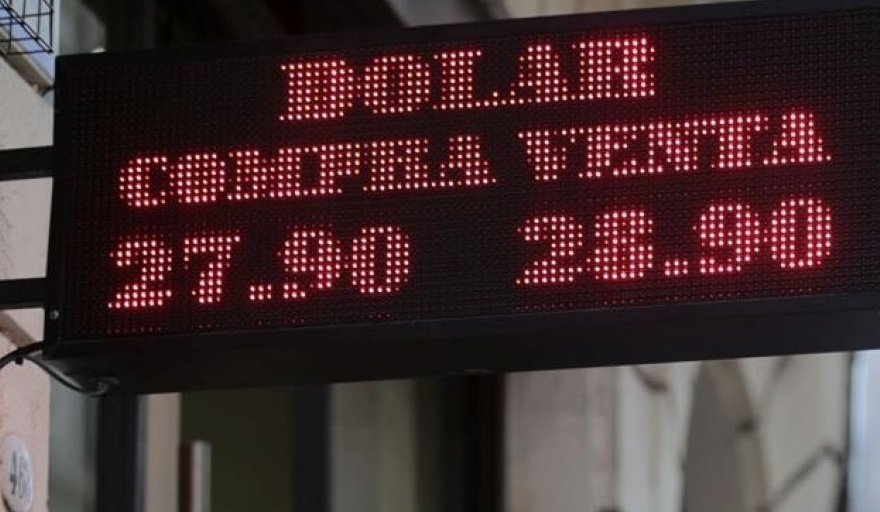 DOLAR
COMPRA VENTA
27.90 28.90